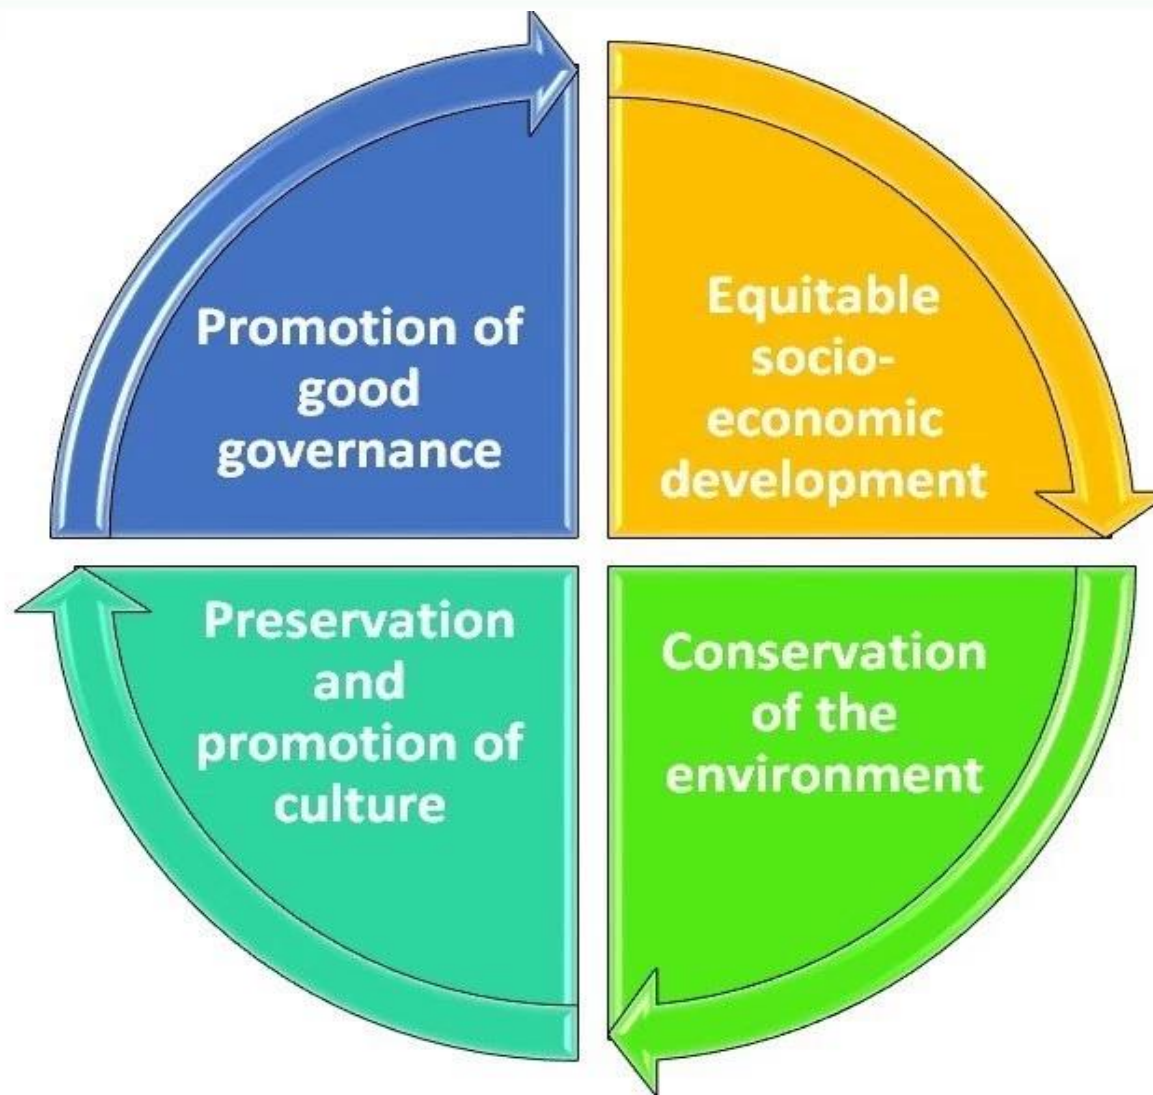 Promotion of
good
governance
Equitable
socio-
economic
development
Preservation
and
promotion of
culture
Conservation
of the
environment